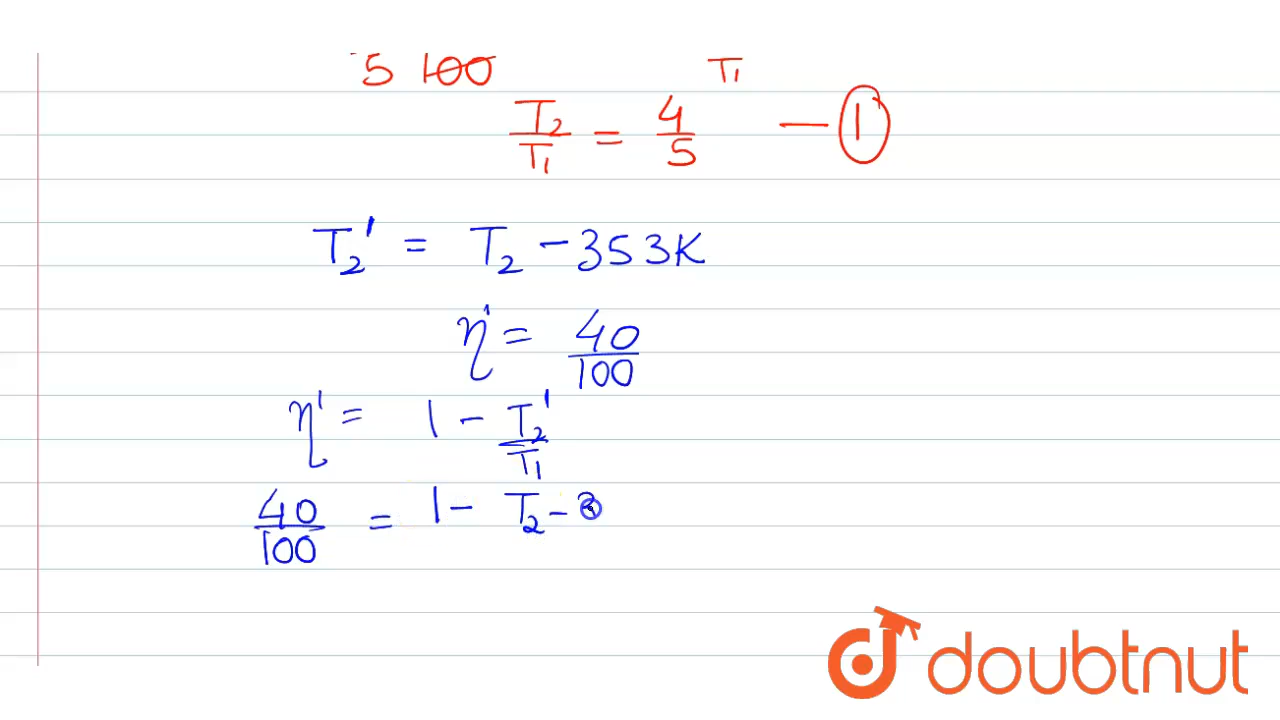 5 100 T₁
T₂/T₁ = 4/5 — ①
T₂' = T₂ − 353K
η' = 40/100
η' = 1 − T₂'/T₁
40/100 = 1 − T₂ − 3
doubtnut